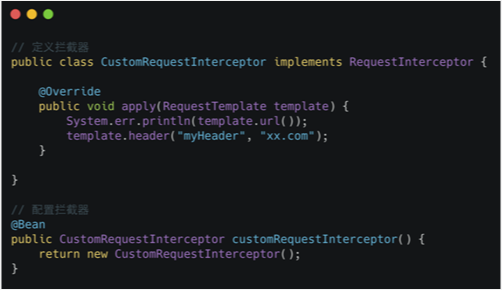 // 定义拦截器
public class CustomRequestInterceptor implements RequestInterceptor {
@Override
public void apply(RequestTemplate template) {
System.err.println(template.url());
template.header("myHeader", "xx.com");
}
}
// 配置拦截器
@Bean
public CustomRequestInterceptor customRequestInterceptor() {
return new CustomRequestInterceptor();
}